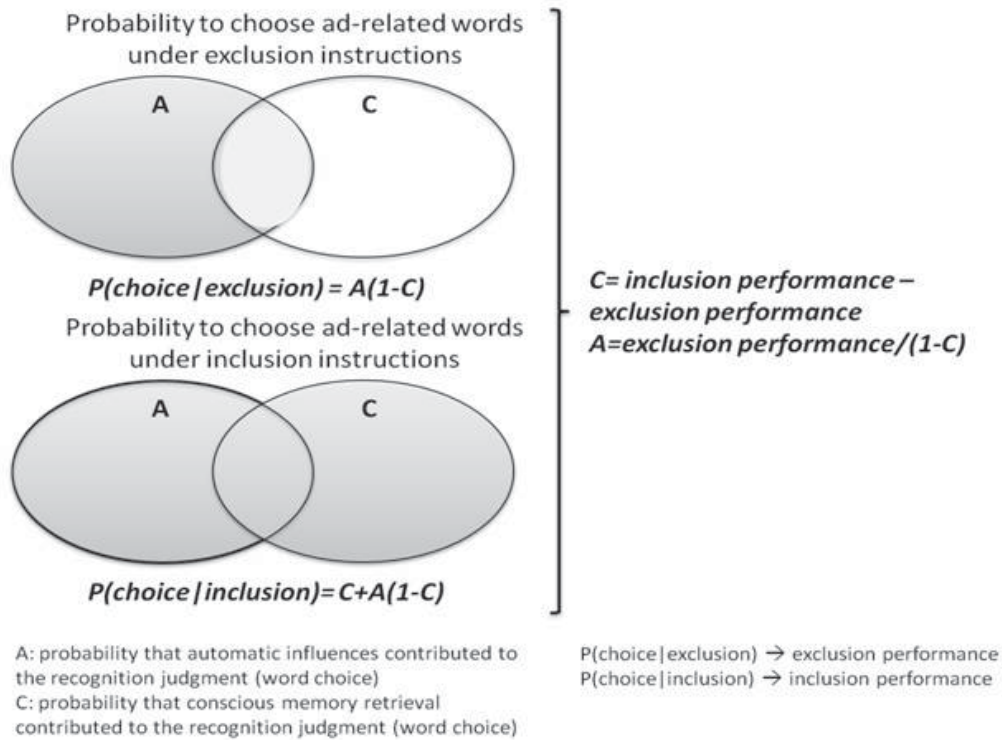 Probability to choose ad-related words
under exclusion instructions
A
C
P(choice|exclusion) = A(1-C)
Probability to choose ad-related words
under inclusion instructions
A
C
P(choice|inclusion)= C+A(1-C)
C= inclusion performance –
exclusion performance
A=exclusion performance/(1-C)
A: probability that automatic influences contributed to
the recognition judgment (word choice)
C: probability that conscious memory retrieval
contributed to the recognition judgment (word choice)
P(choice|exclusion) → exclusion performance
P(choice|inclusion) → inclusion performance